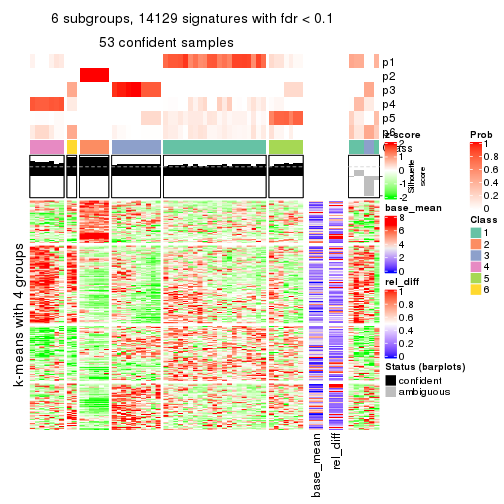 6 subgroups, 14129 signatures with fdr < 0.1
53 confident samples
p1
p2
p3
p4
p5
p6
Class
z-score
2
1
0
-1
-2
Silhouette
score
base_mean
8
6
4
2
0
rel_diff
1
0.8
0.6
0.4
0.2
0
Status (barplots)
confident
ambiguous
Prob
1
0.8
0.6
0.4
0.2
0
Class
1
2
3
4
5
6
k-means with 4 groups
base_mean
rel_diff